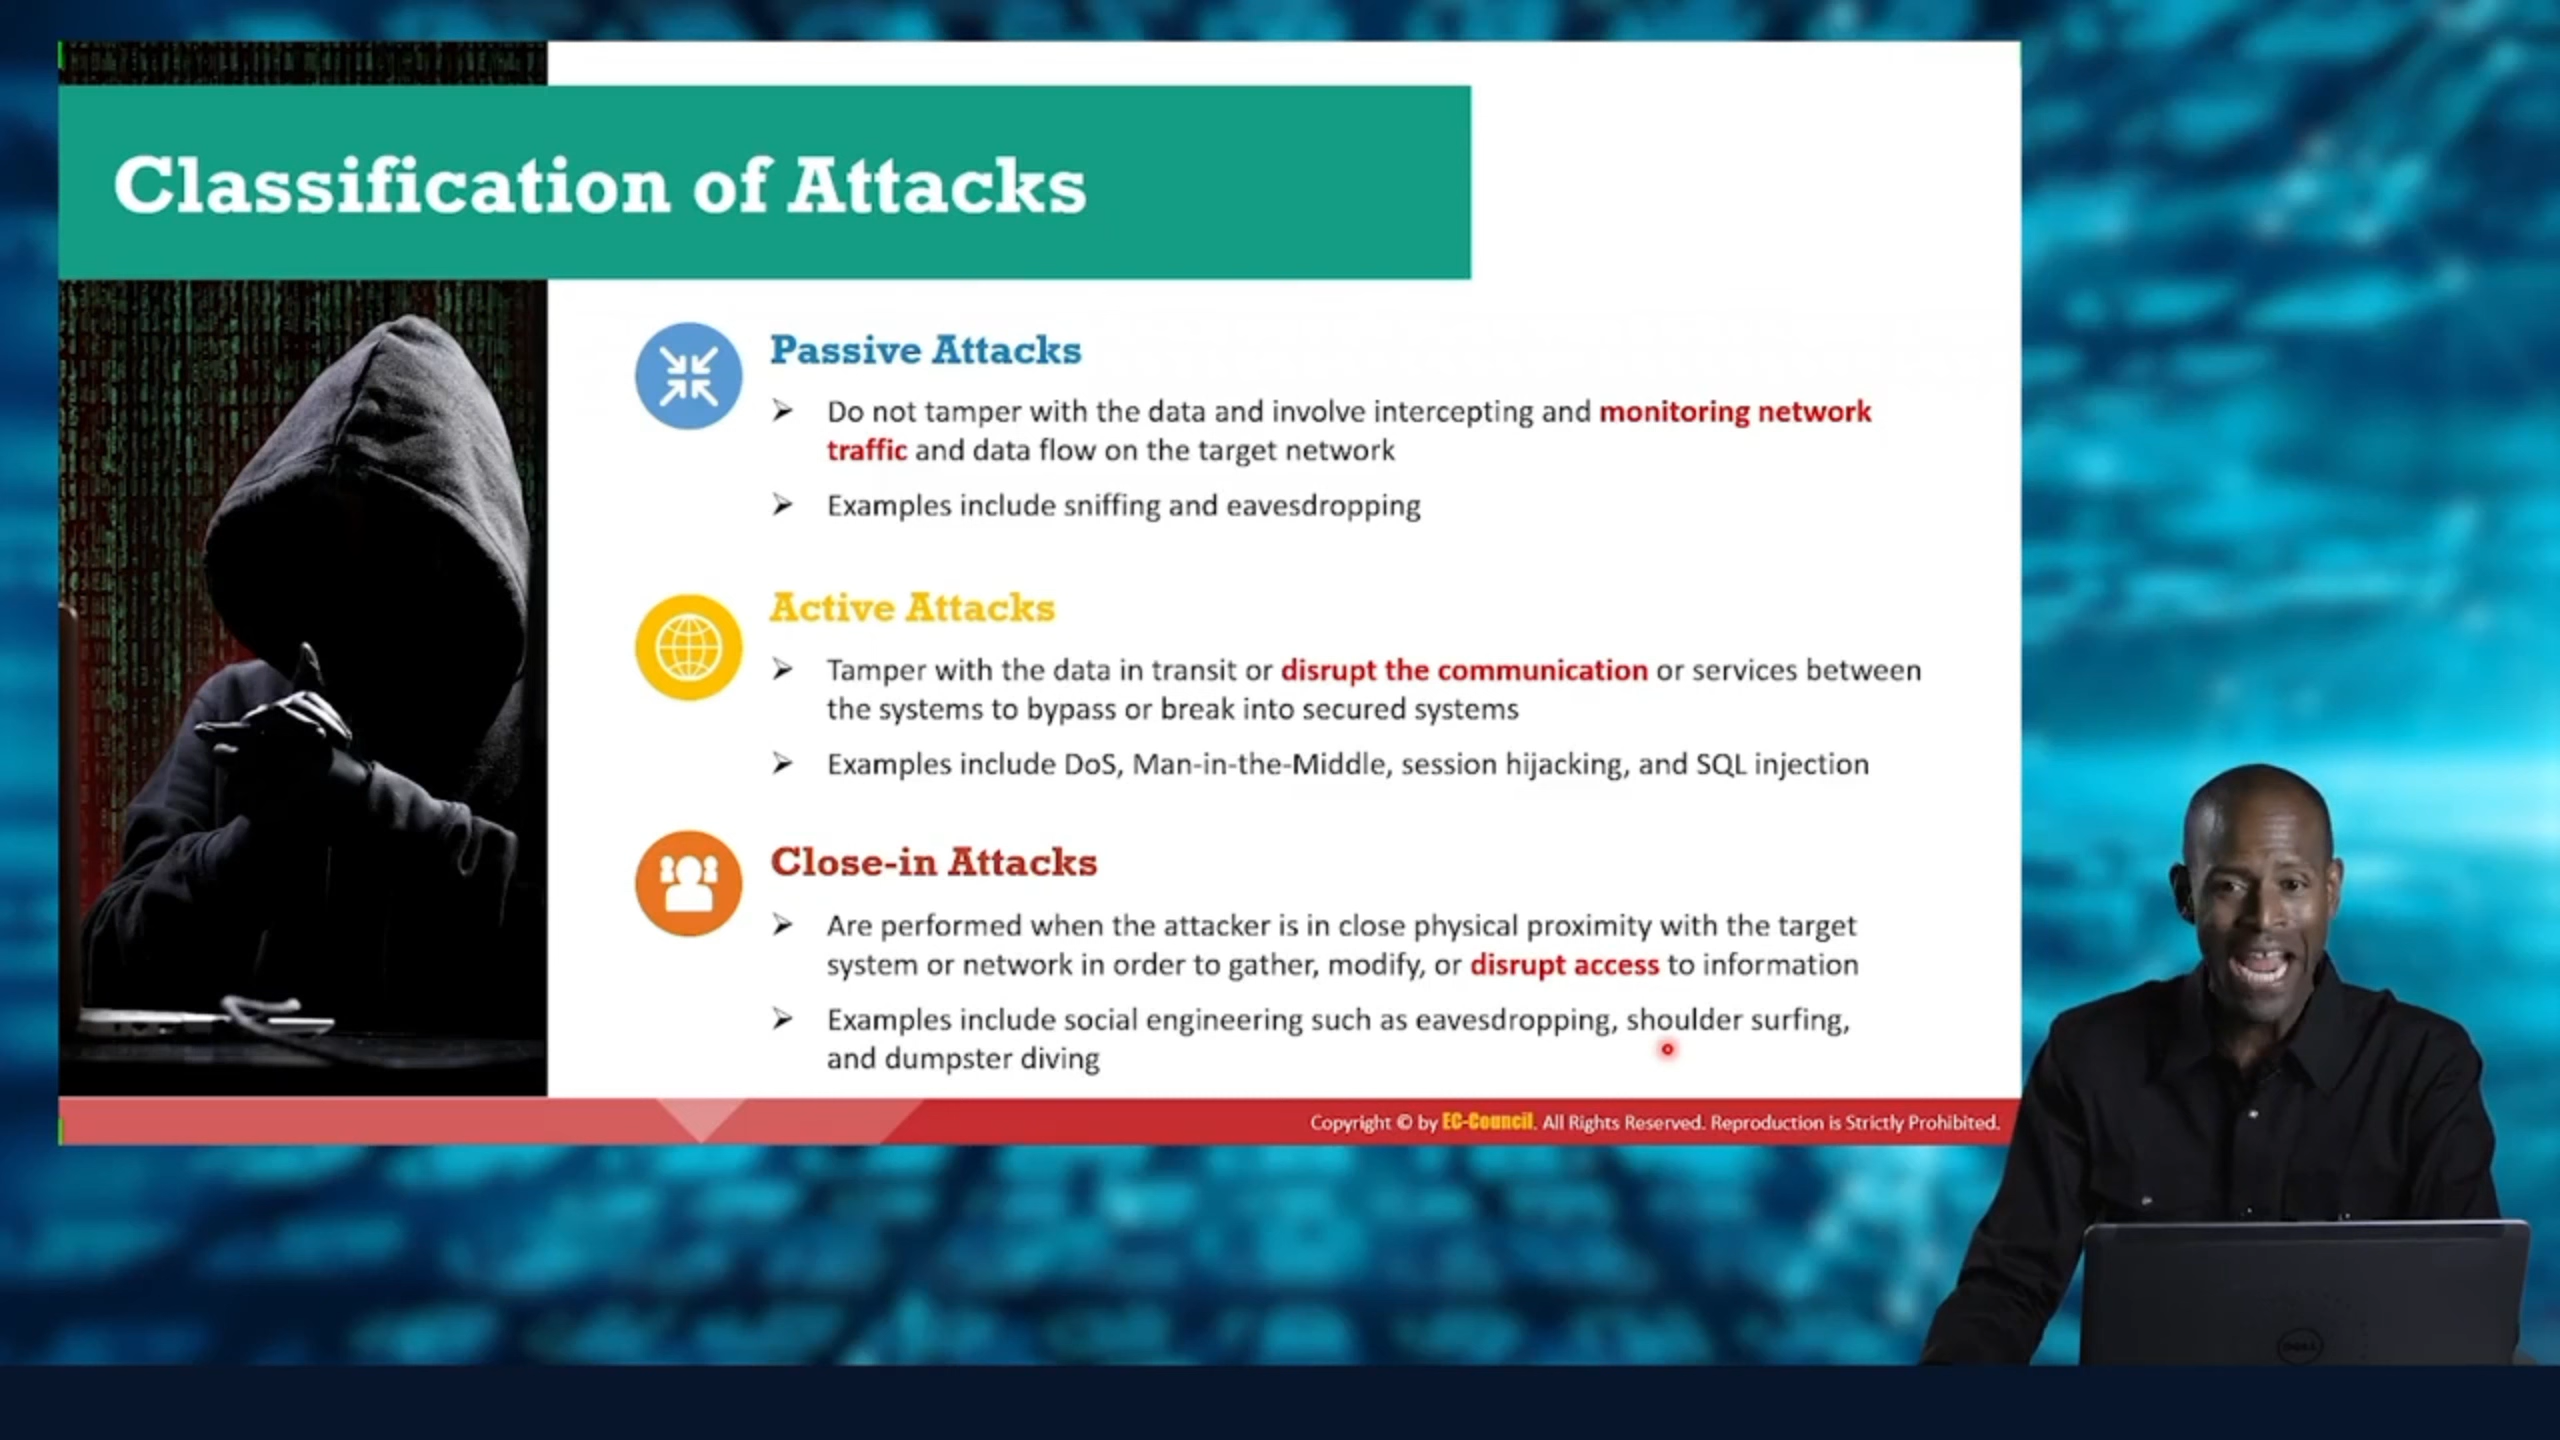 Classification of Attacks
Passive Attacks
Do not tamper with the data and involve intercepting and monitoring network
traffic and data flow on the target network
Examples include sniffing and eavesdropping
Active Attacks
Tamper with the data in transit or disrupt the communication or services between
the systems to bypass or break into secured systems
Examples include DoS, Man-in-the-Middle, session hijacking, and SQL injection
Close-in Attacks
Are performed when the attacker is in close physical proximity with the target
system or network in order to gather, modify, or disrupt access to information
Examples include social engineering such as eavesdropping, shoulder surfing,
and dumpster diving
Copyright © by EC-Council. All Rights Reserved. Reproduction is Strictly Prohibited.
DELL